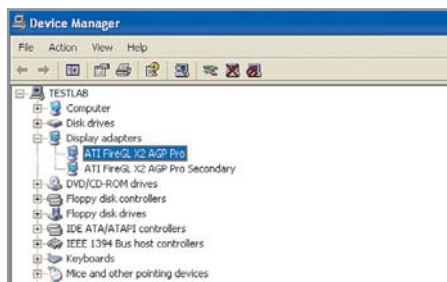 Device Manager
File Action View Help
TESTLAB
Computer
Disk drives
Display adapters
ATI FireGL X2 AGP Pro
ATI FireGL X2 AGP Pro Secondary
DVD/CD-ROM drives
Floppy disk controllers
Floppy disk drives
IDE ATA/ATAPI controllers
IEEE 1394 Bus host controllers
Keyboards
Mice and other pointing devices